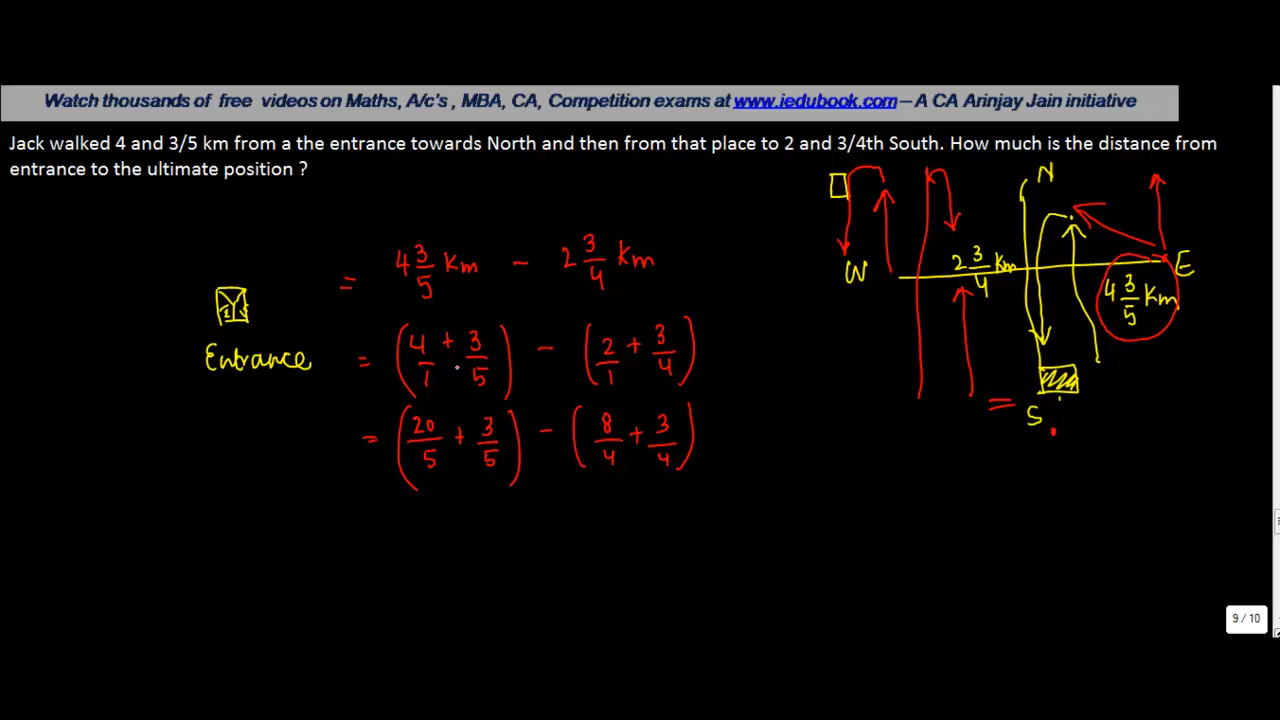 Watch thousands of free videos on Maths, A/c's , MBA, CA, Competition exams at www.iedubook.com – A CA Arinjay Jain initiative
Jack walked 4 and 3/5 km from a the entrance towards North and then from that place to 2 and 3/4th South. How much is the distance from
entrance to the ultimate position ?
= 4 3/5 Km - 2 3/4 Km
Entrance
= (4/1 + 3/5) - (2/1 + 3/4)
= (20/5 + 3/5) - (8/4 + 3/4)
N
W
2 3/4 Km
E
4 3/5 Km
=
S
9 / 10